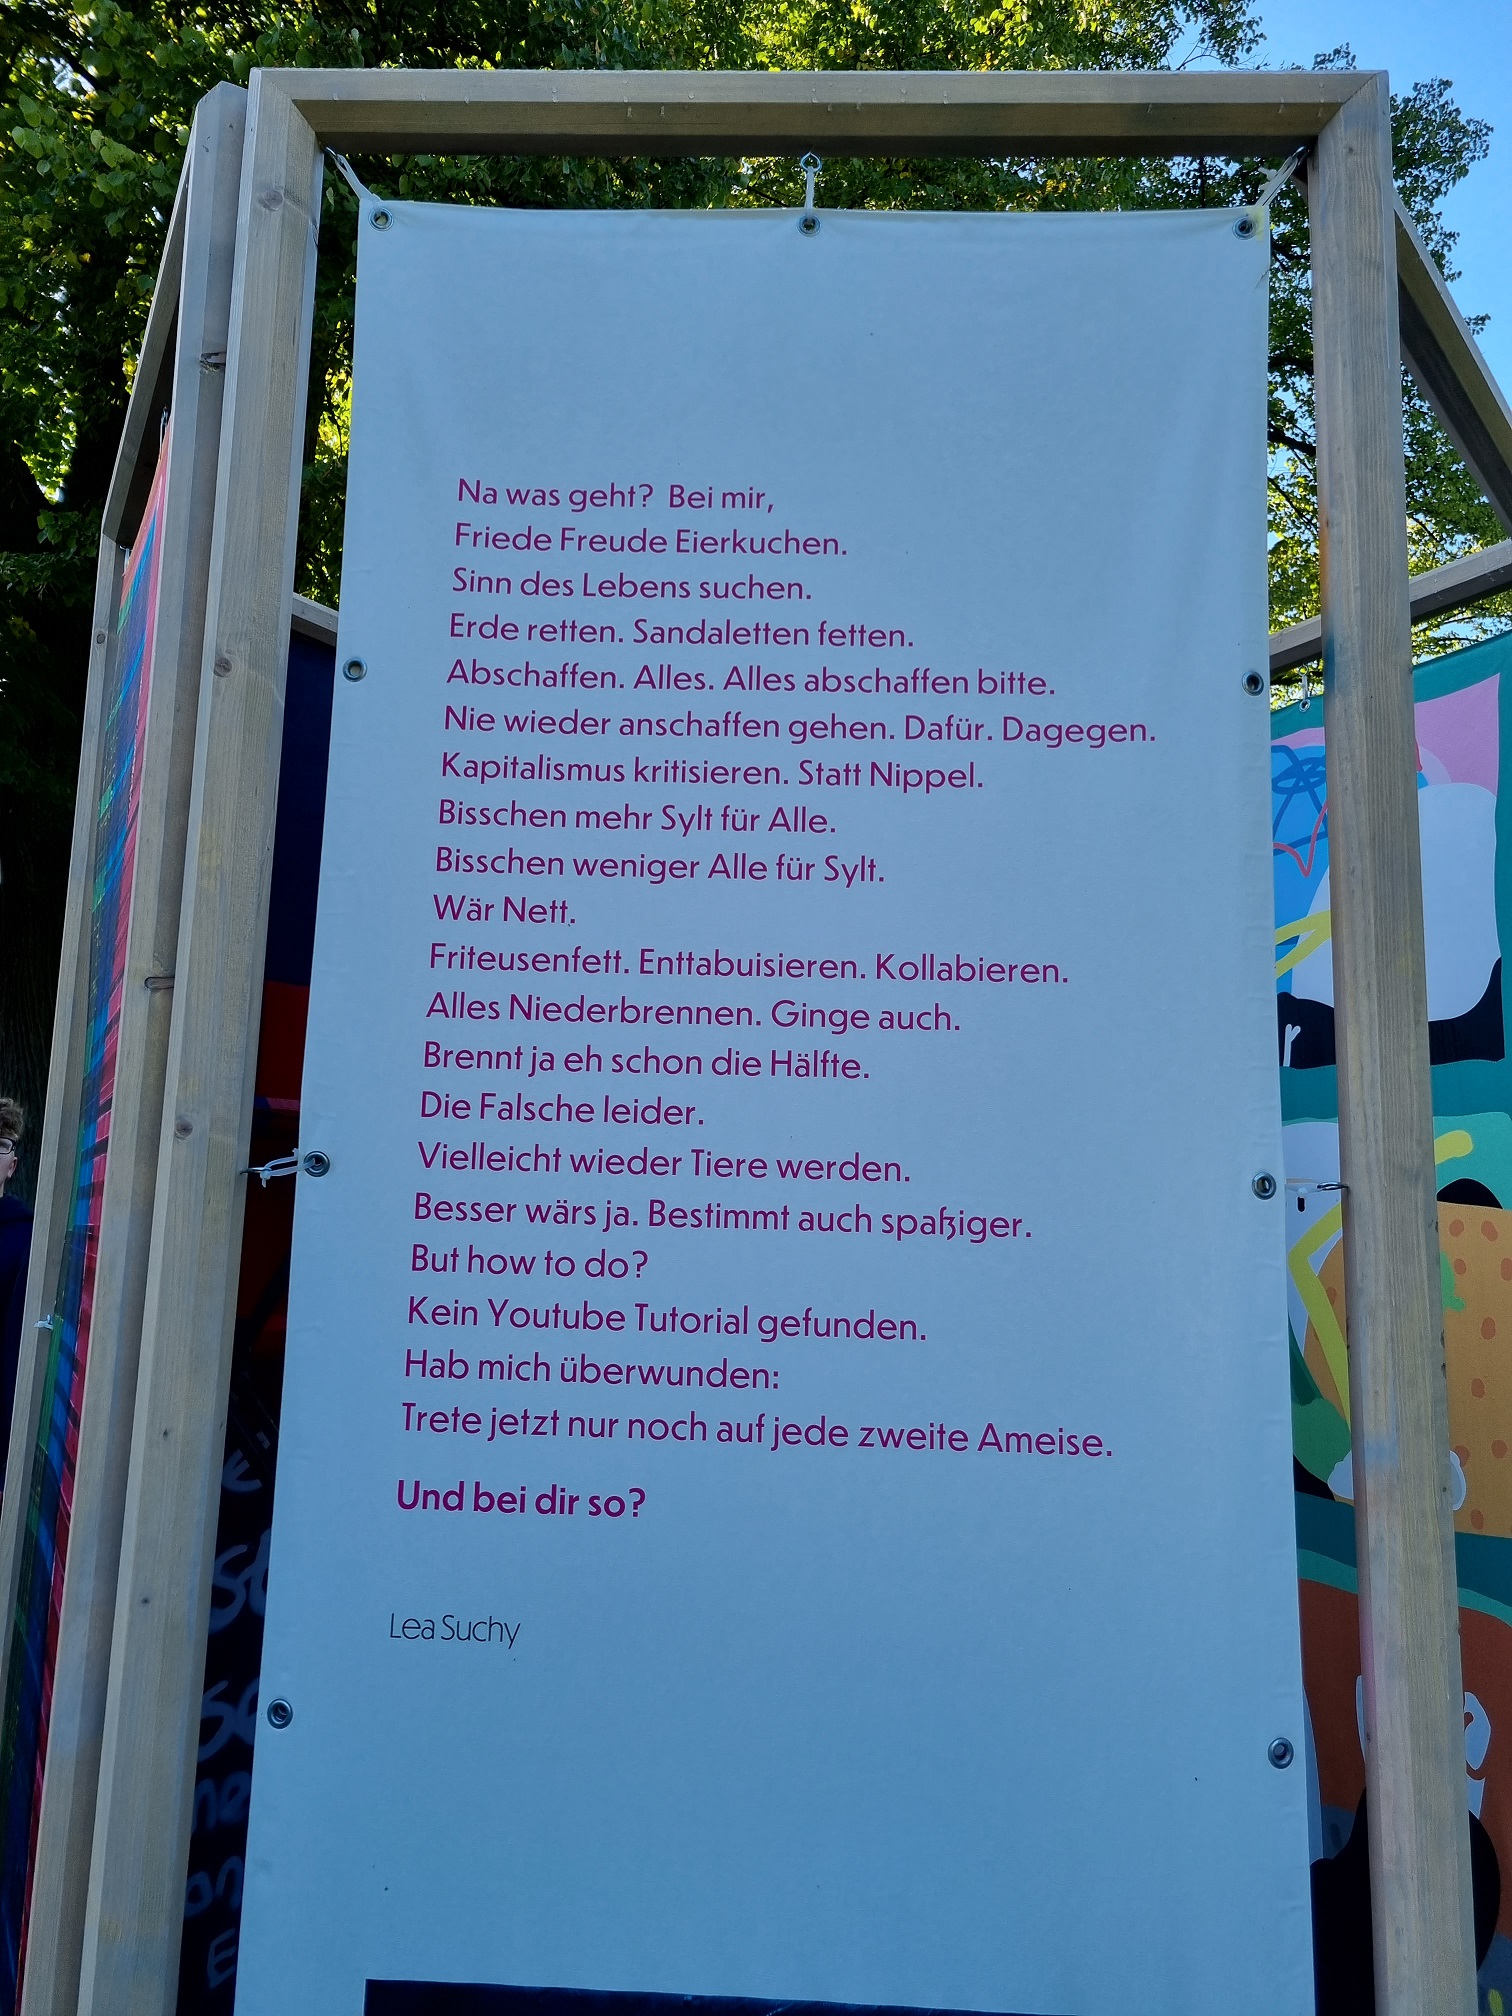 Na was geht? Bei mir,
Friede Freude Eierkuchen.
Sinn des Lebens suchen.
Erde retten. Sandaletten fetten.
Abschaffen. Alles. Alles abschaffen bitte.
Nie wieder anschaffen gehen. Dafür. Dagegen.
Kapitalismus kritisieren. Statt Nippel.
Bisschen mehr Sylt für Alle.
Bisschen weniger Alle für Sylt.
Wär Nett.
Friteusenfett. Enttabuisieren. Kollabieren.
Alles Niederbrennen. Ginge auch.
Brennt ja eh schon die Hälfte.
Die Falsche leider.
Vielleicht wieder Tiere werden.
Besser wärs ja. Bestimmt auch spaßiger.
But how to do?
Kein Youtube Tutorial gefunden.
Hab mich überwunden:
Trete jetzt nur noch auf jede zweite Ameise.
Und bei dir so?
Lea Suchy